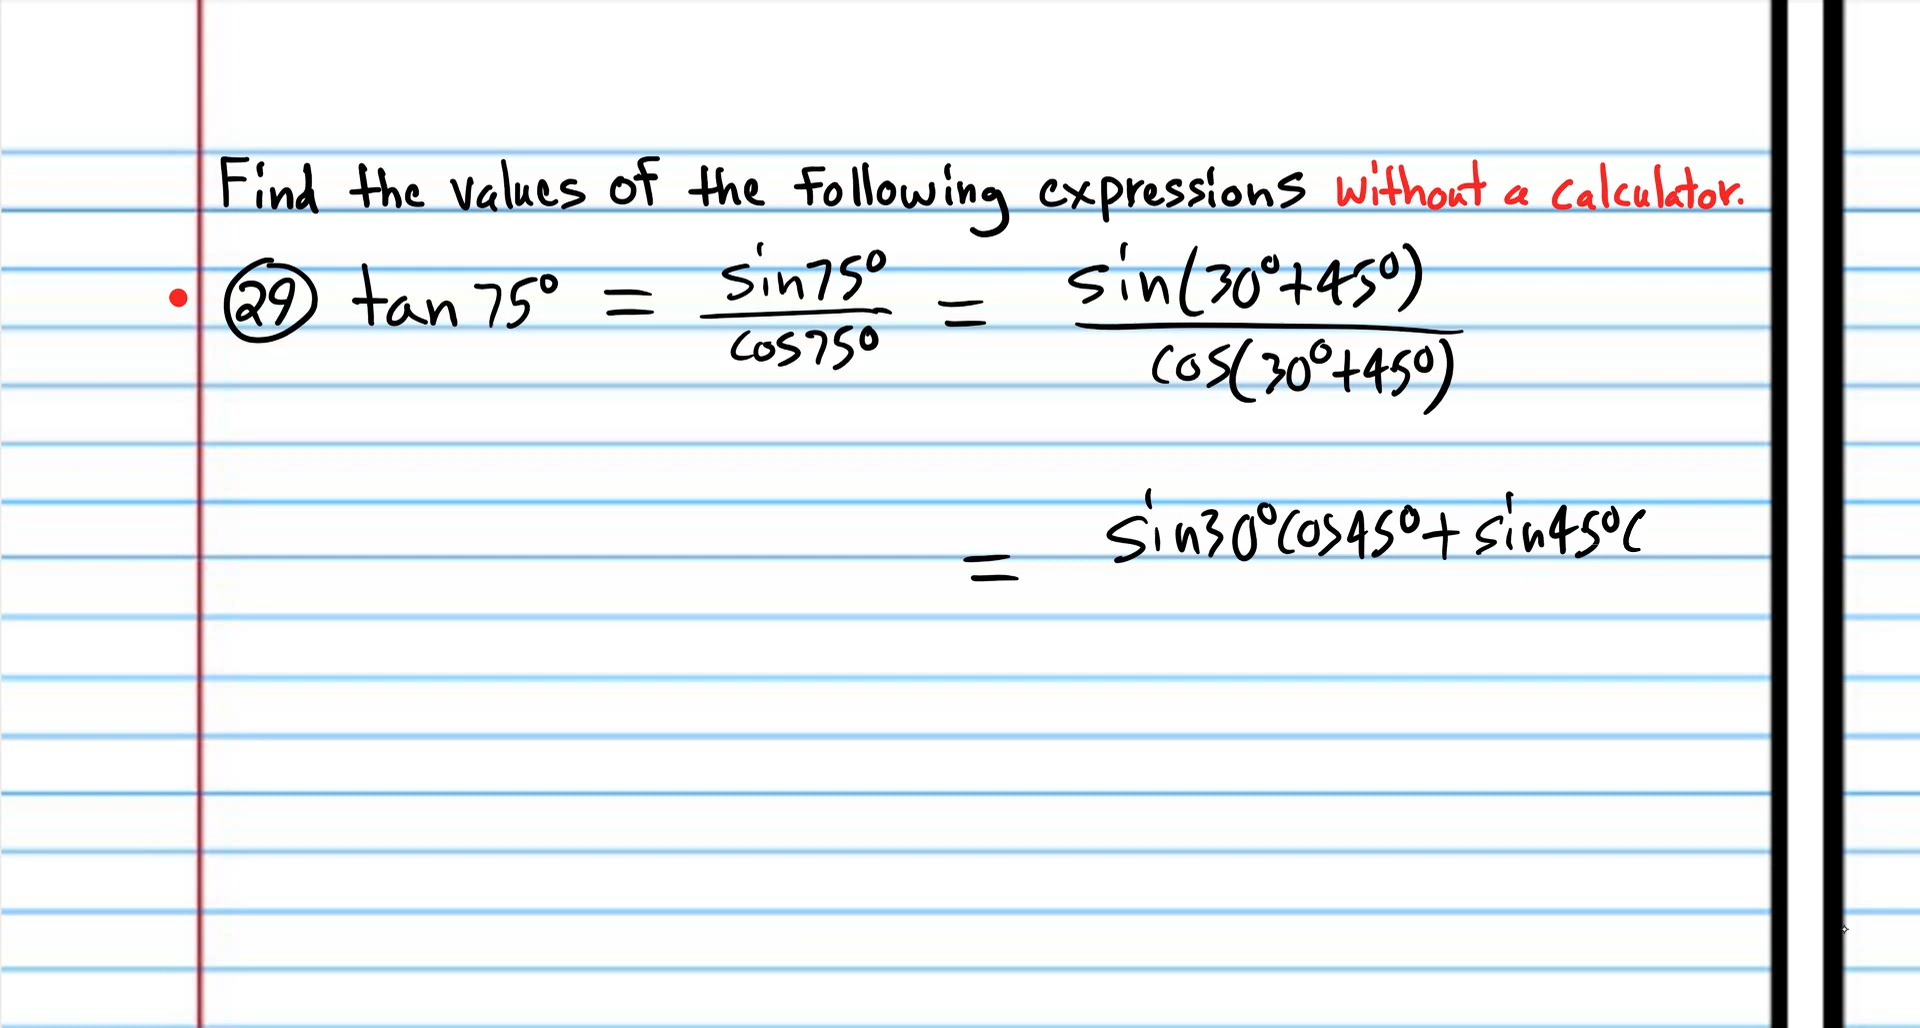 Find the values of the following expressions without a calculator.
29 tan 75° = sin75°/cos75° = sin(30°+45°)/cos(30°+45°)
= sin30°cos45° + sin45°c